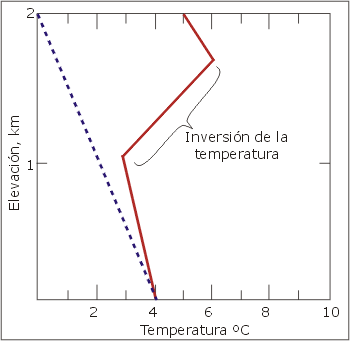 2
Elevación, km
1
Inversión de la
temperatura
2 4 6 8 10
Temperatura ºC